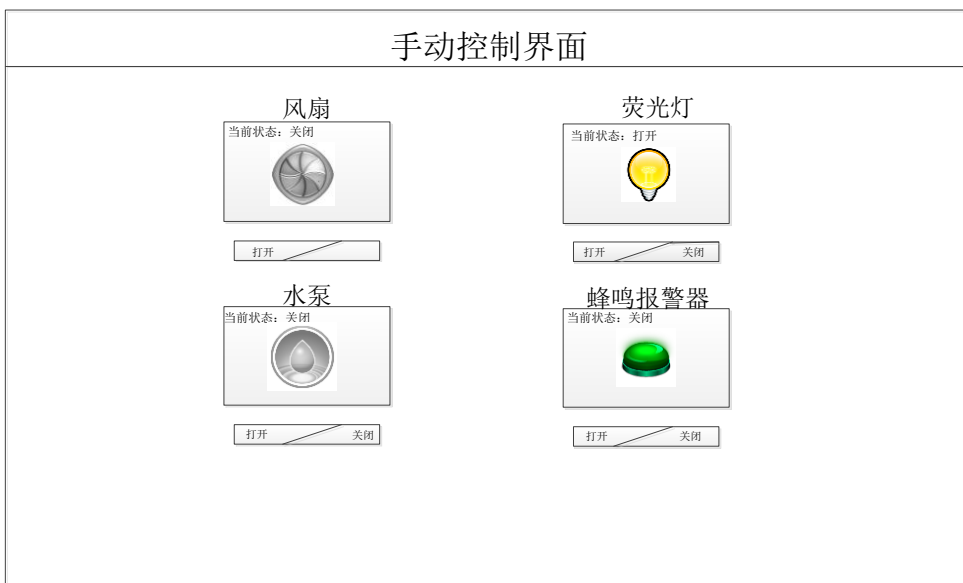 手动控制界面
风扇
当前状态：关闭
打开
荧光灯
当前状态：打开
打开 关闭
水泵
当前状态：关闭
打开 关闭
蜂鸣报警器
当前状态：关闭
打开 关闭